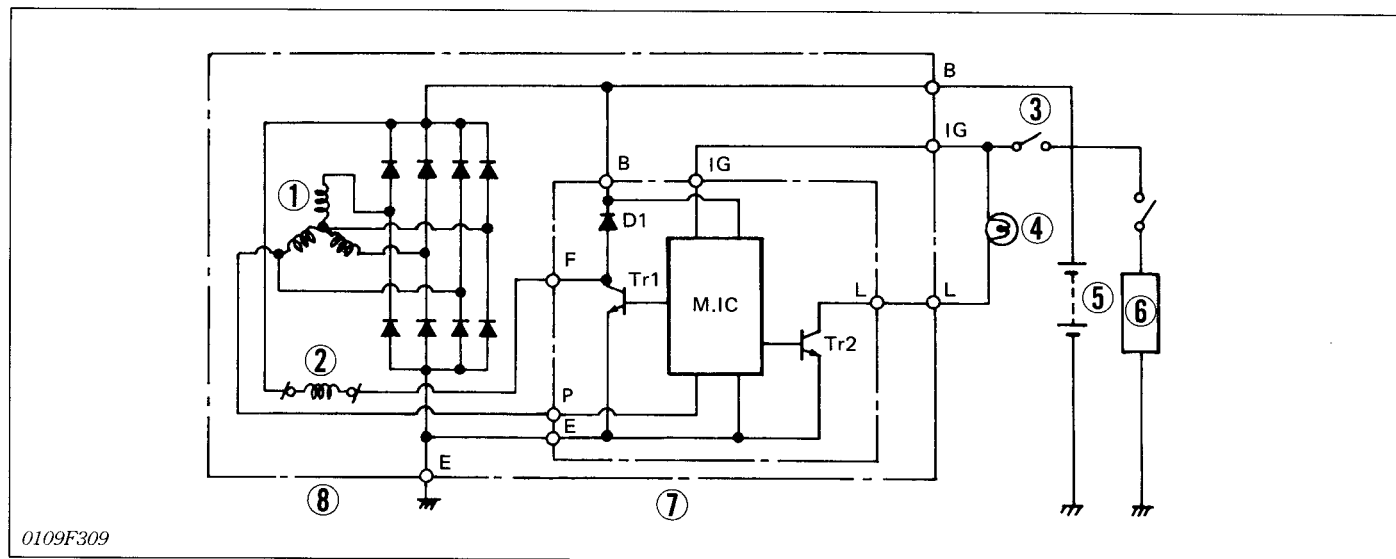 B
③
IG
B
IG
①
D1
④
F
Tr1
M.IC
L
L
⑤
⑥
Tr2
②
P
E
E
⑧
⑦
0109F309